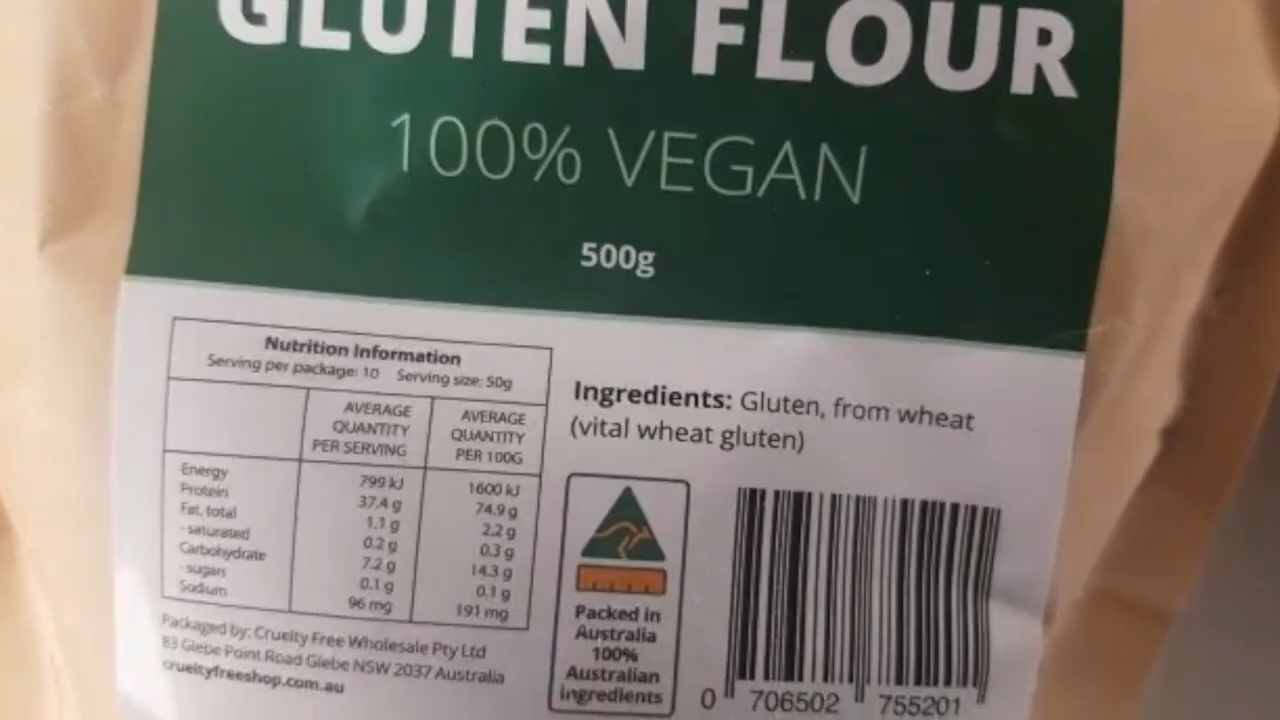 GLUTEN FLOUR
100% VEGAN
500g
Nutrition Information
Serving per package: 10 Serving size: 50g
AVERAGE QUANTITY PER SERVING
AVERAGE QUANTITY PER 100G
Energy 799 kJ 1600 kJ
Protein 37.4 g 74.9 g
Fat, total 1.1 g 2.2 g
- saturated 0.2 g 0.3 g
Carbohydrate 7.2 g 14.3 g
- sugars 0.1 g 0.1 g
Sodium 96 mg 191 mg
Packaged by: Cruelty Free Wholesale Pty Ltd
83 Glebe Point Road Glebe NSW 2037 Australia
crueltyfreeshop.com.au
Ingredients: Gluten, from wheat
(vital wheat gluten)
Packed in
Australia
100%
Australian
ingredients
0 706502 755201